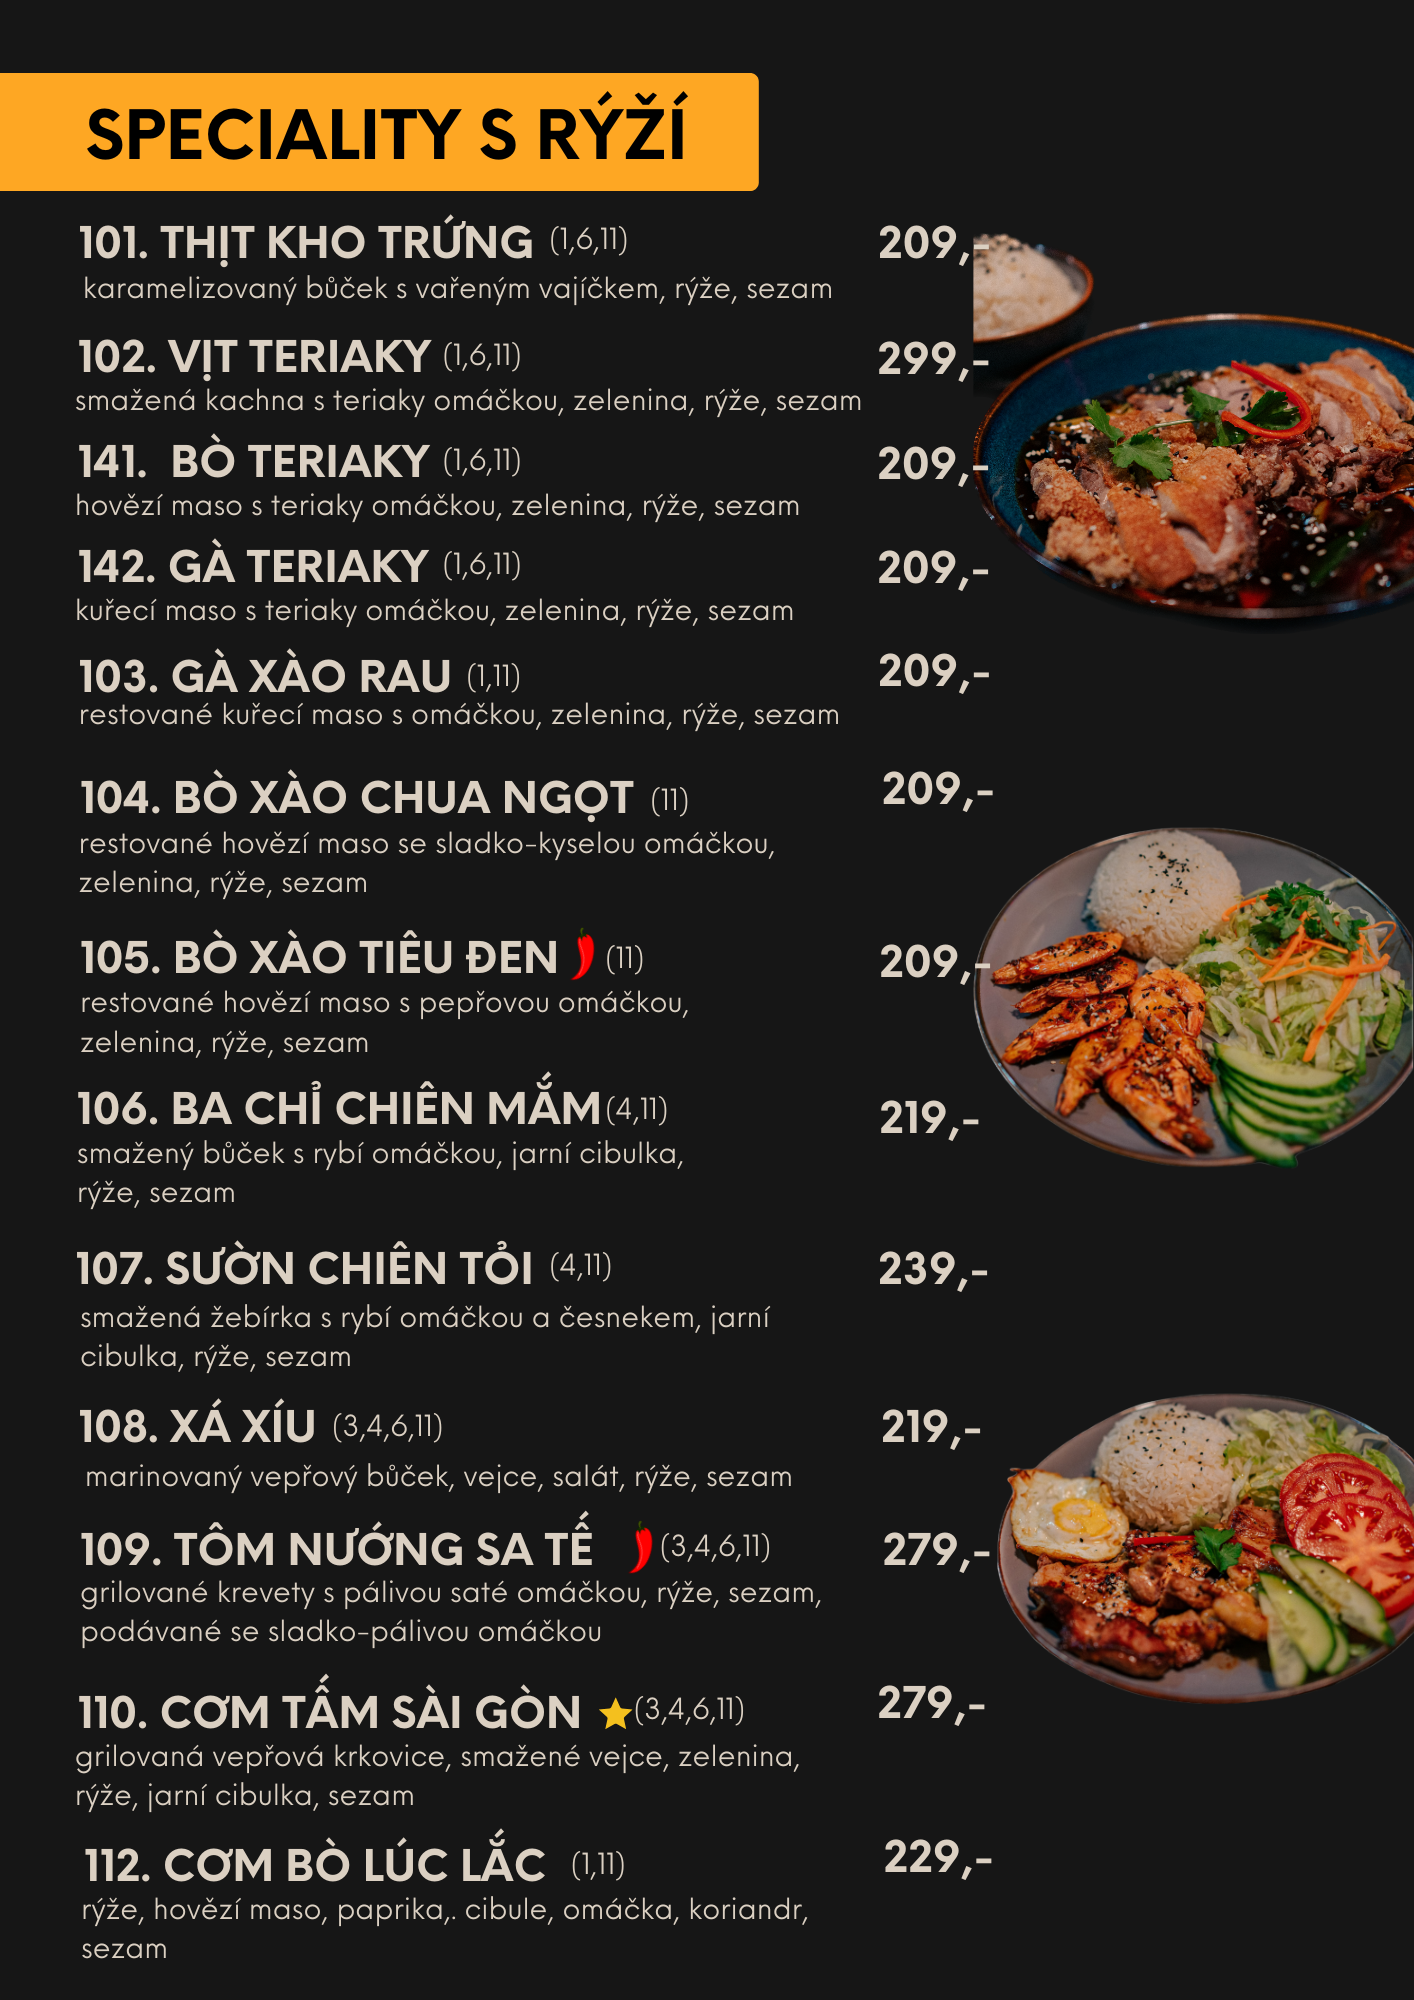 SPECIALITY S RÝŽÍ
101. THỊT KHO TRỨNG (1,6,11) 209,-
karamelizovaný bůček s vařeným vajíčkem, rýže, sezam
102. VỊT TERIAKY (1,6,11) 299,-
smažená kachna s teriaky omáčkou, zelenina, rýže, sezam
141. BÒ TERIAKY (1,6,11) 209,-
hovězí maso s teriaky omáčkou, zelenina, rýže, sezam
142. GÀ TERIAKY (1,6,11) 209,-
kuřecí maso s teriaky omáčkou, zelenina, rýže, sezam
103. GÀ XÀO RAU (1,11) 209,-
restované kuřecí maso s omáčkou, zelenina, rýže, sezam
104. BÒ XÀO CHUA NGỌT (11) 209,-
restované hovězí maso se sladko-kyselou omáčkou,
zelenina, rýže, sezam
105. BÒ XÀO TIÊU ĐEN (11) 209,-
restované hovězí maso s pepřovou omáčkou,
zelenina, rýže, sezam
106. BA CHỈ CHIÊN MẮM (4,11) 219,-
smažený bůček s rybí omáčkou, jarní cibulka,
rýže, sezam
107. SƯỜN CHIÊN TỎI (4,11) 239,-
smažená žebírka s rybí omáčkou a česnekem, jarní
cibulka, rýže, sezam
108. XÁ XÍU (3,4,6,11) 219,-
marinovaný vepřový bůček, vejce, salát, rýže, sezam
109. TÔM NƯỚNG SA TẾ (3,4,6,11) 279,-
grilované krevety s pálivou saté omáčkou, rýže, sezam,
podávané se sladko-pálivou omáčkou
110. CƠM TẤM SÀI GÒN (3,4,6,11) 279,-
grilovaná vepřová krkovice, smažené vejce, zelenina,
rýže, jarní cibulka, sezam
112. CƠM BÒ LÚC LẮC (1,11) 229,-
rýže, hovězí maso, paprika,. cibule, omáčka, koriandr,
sezam